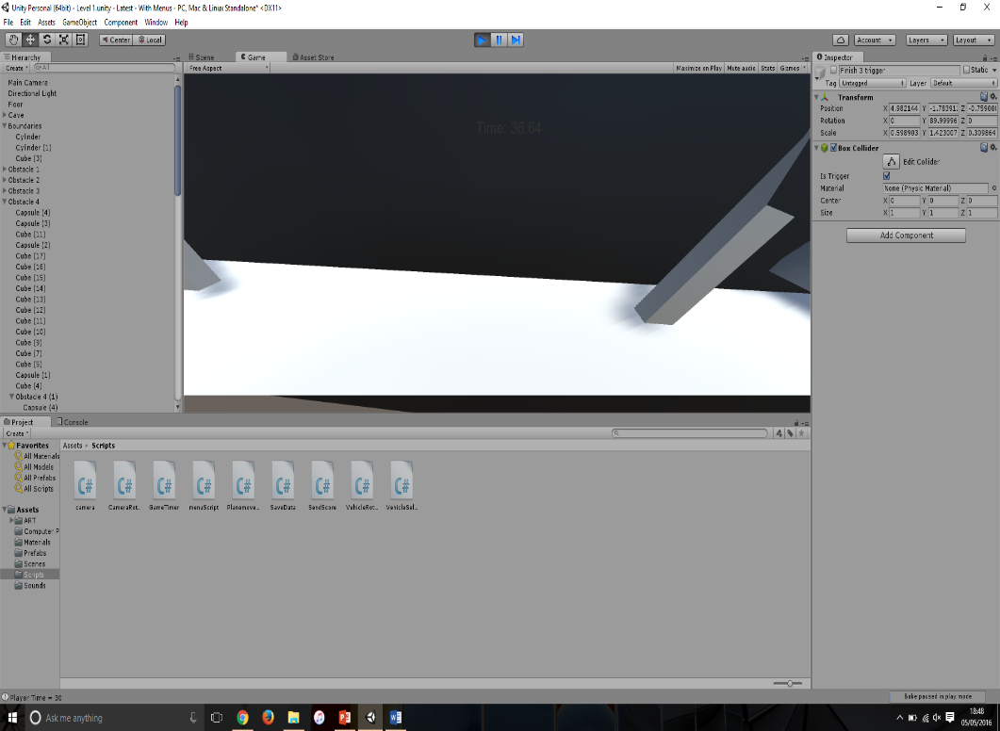 Unity Personal (64bit) - Level 1.unity - Latest - With Menus - PC, Mac & Linux Standalone* <DX11>
File Edit Assets GameObject Component Window Help
Center Local Account Layers Layout
Hierarchy
Create All
Main Camera
Directional Light
Floor
Cave
Boundaries
Cylinder
Cylinder (1)
Cube (3)
Obstacle 1
Obstacle 2
Obstacle 3
Obstacle 4
Capsule (4)
Capsule (3)
Cube (11)
Capsule (2)
Cube (17)
Cube (16)
Cube (15)
Cube (14)
Cube (13)
Cube (12)
Cube (11)
Cube (10)
Cube (9)
Cube (7)
Cube (5)
Capsule (1)
Cube (4)
Obstacle 4 (1)
Capsule (4)
Scene Game Asset Store
Free Aspect Maximize on Play Mute audio Stats Gizmos
Time: 36.64
Inspector
Finish 3 trigger Static
Tag Untagged Layer Default
Transform
Position X 4.982144 Y -1.78391 Z -0.75900
Rotation X 0 Y 89.99996 Z 0
Scale X 0.598903 Y 1.423007 Z 0.309864
Box Collider
Edit Collider
Is Trigger
Material None (Physic Material)
Center X 0 Y 0 Z 0
Size X 1 Y 1 Z 1
Add Component
Project Console
Create
Favorites
All Materials
All Models
All Prefabs
All Scripts
Assets
ART
Computer P
Materials
Prefabs
Scenes
Scripts
Sounds
Assets Scripts
camera CameraRot... GameTimer menuScript Planemove... SaveData SendScore VehicleRot... VehicleSel...
Player Time = 30
Bake paused in play mode
Ask me anything
18:48
05/05/2016